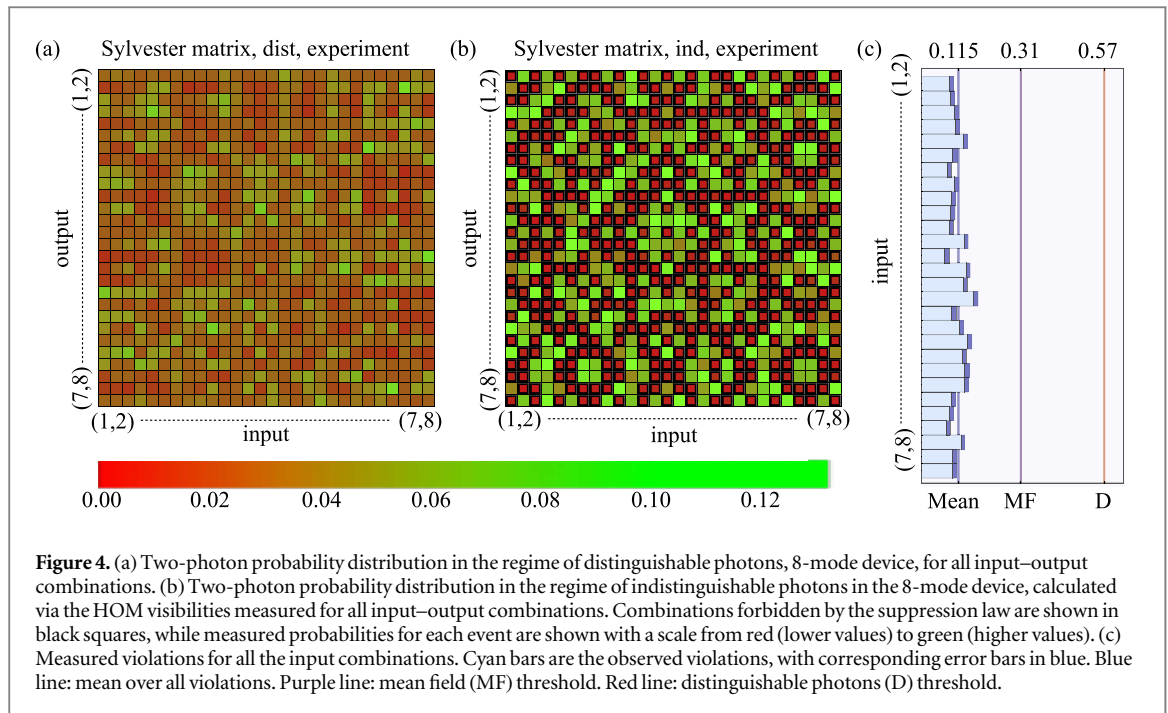 (a) Sylvester matrix, dist, experiment
(1,2)
output
(7,8)
(1,2) (7,8)
input
(b) Sylvester matrix, ind, experiment
(1,2)
output
(7,8)
(1,2) (7,8)
input
(c) 0.115 0.31 0.57
(1,2)
input
(7,8)
Mean MF D
0.00 0.02 0.04 0.06 0.08 0.10 0.12
Figure 4. (a) Two-photon probability distribution in the regime of distinguishable photons, 8-mode device, for all input–output
combinations. (b) Two-photon probability distribution in the regime of indistinguishable photons in the 8-mode device, calculated
via the HOM visibilities measured for all input–output combinations. Combinations forbidden by the suppression law are shown in
black squares, while measured probabilities for each event are shown with a scale from red (lower values) to green (higher values). (c)
Measured violations for all the input combinations. Cyan bars are the observed violations, with corresponding error bars in blue. Blue
line: mean over all violations. Purple line: mean field (MF) threshold. Red line: distinguishable photons (D) threshold.